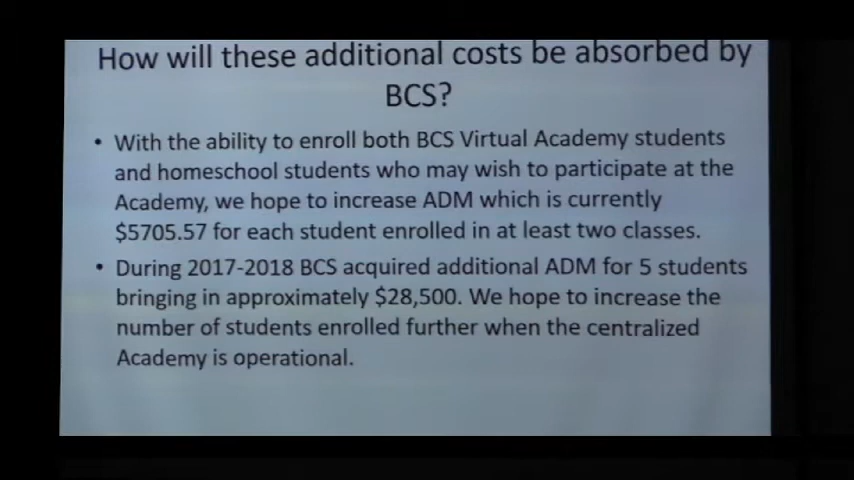 How will these additional costs be absorbed by
BCS?
• With the ability to enroll both BCS Virtual Academy students
and homeschool students who may wish to participate at the
Academy, we hope to increase ADM which is currently
$5705.57 for each student enrolled in at least two classes.
• During 2017-2018 BCS acquired additional ADM for 5 students
bringing in approximately $28,500. We hope to increase the
number of students enrolled further when the centralized
Academy is operational.